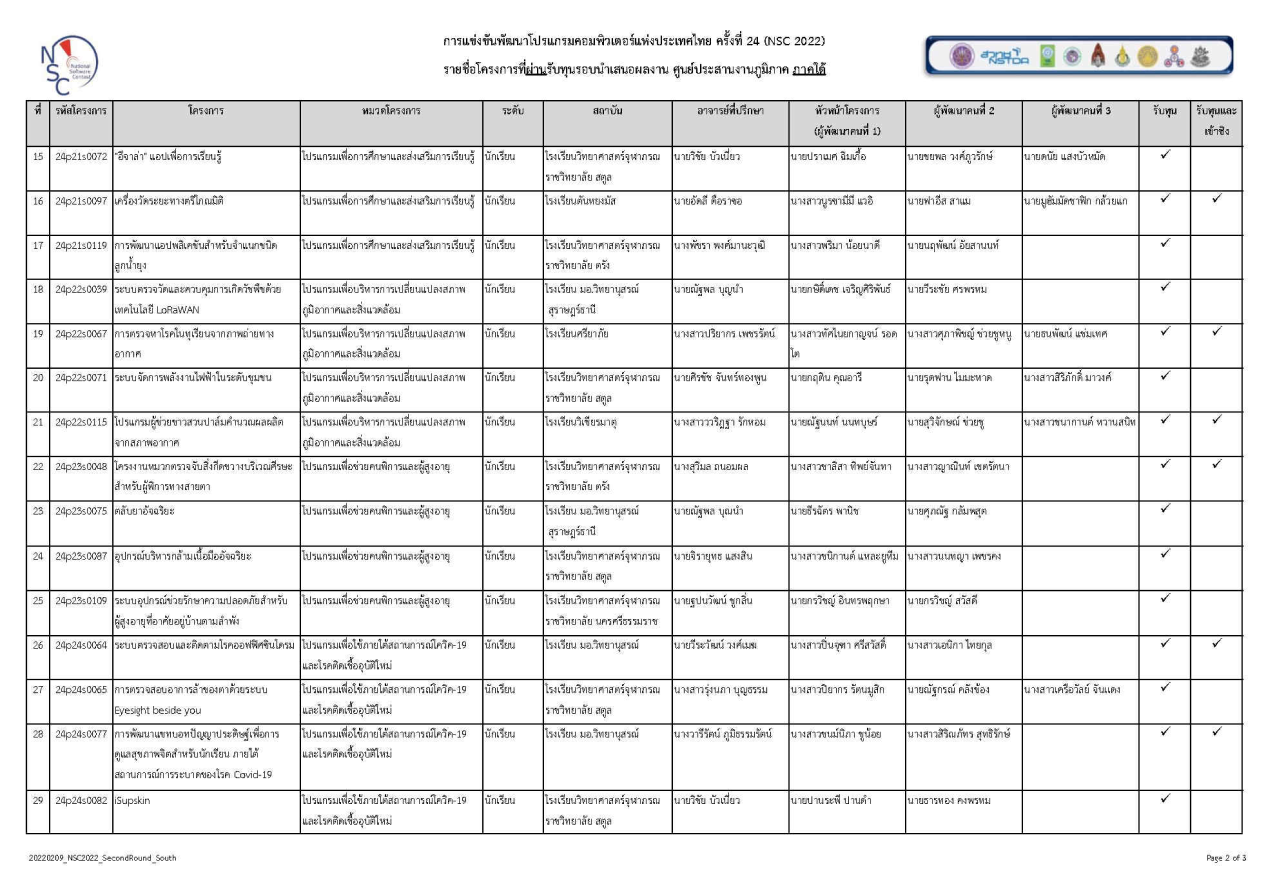 National
Software
Contest
NSC
การแข่งขันพัฒนาโปรแกรมคอมพิวเตอร์แห่งประเทศไทย ครั้งที่ 24 (NSC 2022)
รายชื่อโครงการที่ผ่านรับทุนรอบนำเสนอผลงาน ศูนย์ประสานงานภูมิภาค ภาคใต้
สวทช
NSTDA
ที่ รหัสโครงการ โครงการ หมวดโครงการ ระดับ สถาบัน อาจารย์ที่ปรึกษา หัวหน้าโครงการ ผู้พัฒนาคนที่ 2 ผู้พัฒนาคนที่ 3 รับทุน รับทุนและ
(ผู้พัฒนาคนที่ 1) เข้าชิง
15 24p21s0072 "อีจาล่า" แอปเพื่อการเรียนรู้ โปรแกรมเพื่อการศึกษาและส่งเสริมการเรียนรู้ นักเรียน โรงเรียนวิทยาศาสตร์จุฬาภรณ นายวิชัย บัวเนี่ยว นายปราเมศ ฉิมเกื้อ นายชยพล วงศ์ภูวรักษ์ นายดนัย แสงบัวหมัด ✓
ราชวิทยาลัย สตูล
16 24p21s0097 เครื่องวัดระยะทางตรีโกณมิติ โปรแกรมเพื่อการศึกษาและส่งเสริมการเรียนรู้ นักเรียน โรงเรียนตันหยงมัส นายอัดลี ดือราซอ นางสาวนูรซามีมี แวอิ นายฟาอีส สาแม นายมูฮัมมัดซาฟิก กล้วยแก ✓ ✓
17 24p21s0119 การพัฒนาแอปพลิเคชันสำหรับจำแนกชนิด โปรแกรมเพื่อการศึกษาและส่งเสริมการเรียนรู้ นักเรียน โรงเรียนวิทยาศาสตร์จุฬาภรณ นางพัชรา พงศ์มานะวุฒิ นางสาวพริมา น้อยนาดี นายนฤพัฒน์ อัยสานนท์ ✓
ลูกน้ำยุง ราชวิทยาลัย ตรัง
18 24p22s0039 ระบบตรวจวัดและควบคุมการเกิดวัชพืชด้วย โปรแกรมเพื่อบริหารการเปลี่ยนแปลงสภาพ นักเรียน โรงเรียน มอ.วิทยานุสรณ์ นายณัฐพล บุญนำ นายกษิดิ์เดช เจริญศิริพันธ์ นายวีระชัย ศรพรหม ✓
เทคโนโลยี LoRaWAN ภูมิอากาศและสิ่งแวดล้อม สุราษฎร์ธานี
19 24p22s0067 การตรวจหาโรคในทุเรียนจากภาพถ่ายทาง โปรแกรมเพื่อบริหารการเปลี่ยนแปลงสภาพ นักเรียน โรงเรียนศรียาภัย นางสาวปริยากร เพชรรัตน์ นางสาวทัศไนยกาญจน์ รอด นางสาวศุภาพิชญ์ ช่วยชูหนู นายธนพัฒน์ แซ่มเทศ ✓ ✓
อากาศ ภูมิอากาศและสิ่งแวดล้อม โต
20 24p22s0071 ระบบจัดการพลังงานไฟฟ้าในระดับชุมชน โปรแกรมเพื่อบริหารการเปลี่ยนแปลงสภาพ นักเรียน โรงเรียนวิทยาศาสตร์จุฬาภรณ นายศิรชัช จันทร์ทองพูน นายกฤติน คุณอารี นายรุดฟาน ไมมะหาด นางสาวสิริภักดิ์ มาวงศ์ ✓
ภูมิอากาศและสิ่งแวดล้อม ราชวิทยาลัย สตูล
21 24p22s0115 โปรแกรมผู้ช่วยชาวสวนปาล์มคำนวณผลผลิต โปรแกรมเพื่อบริหารการเปลี่ยนแปลงสภาพ นักเรียน โรงเรียนวิเชียรมาตุ นางสาววริฎฐา รักหอม นายณัฐนนท์ นนทบุษร์ นายสุวิจักษณ์ ช่วยชู นางสาวชนากานต์ หวานสนิท ✓ ✓
จากสภาพอากาศ ภูมิอากาศและสิ่งแวดล้อม
22 24p23s0048 โครงงานหมวกตรวจจับสิ่งกีดขวางบริเวณศีรษะ โปรแกรมเพื่อช่วยคนพิการและผู้สูงอายุ นักเรียน โรงเรียนวิทยาศาสตร์จุฬาภรณ นางสุวิมล ถนอมผล นางสาวชาลิสา ทิพย์จันทา นางสาวญาณินท์ เขตรัตนา ✓ ✓
สำหรับผู้พิการทางสายตา ราชวิทยาลัย ตรัง
23 24p23s0075 ตลับยาอัจฉริยะ โปรแกรมเพื่อช่วยคนพิการและผู้สูงอายุ นักเรียน โรงเรียน มอ.วิทยานุสรณ์ นายณัฐพล บุญนำ นายธีรฉัตร พานิช นายศุภณัฐ กลัมพสุต ✓
สุราษฎร์ธานี
24 24p23s0087 อุปกรณ์บริหารกล้ามเนื้อมืออัจฉริยะ โปรแกรมเพื่อช่วยคนพิการและผู้สูงอายุ นักเรียน โรงเรียนวิทยาศาสตร์จุฬาภรณ นายจิรายุทธ แสงสิน นางสาวชนิกานต์ แหละยูหีม นางสาวนนทญา เพชรคง ✓
ราชวิทยาลัย สตูล
25 24p23s0109 ระบบอุปกรณ์ช่วยรักษาความปลอดภัยสำหรับ โปรแกรมเพื่อช่วยคนพิการและผู้สูงอายุ นักเรียน โรงเรียนวิทยาศาสตร์จุฬาภรณ นายฐปนวัฒน์ ชูกลิ่น นายกรวิชญ์ อินทรพฤกษา นายกรวิชญ์ สวัสดี ✓
ผู้สูงอายุที่อาศัยอยู่บ้านตามลำพัง ราชวิทยาลัย นครศรีธรรมราช
26 24p24s0064 ระบบตรวจสอบและติดตามโรคออฟฟิศซินโดรม โปรแกรมเพื่อใช้ภายใต้สถานการณ์โควิค-19 นักเรียน โรงเรียน มอ.วิทยานุสรณ์ นายวีระวัฒน์ วงศ์เมฆ นางสาวปิ่นจุฑา ศรีสวัสดิ์ นางสาวเอนิกา ไทยกุล ✓ ✓
และโรคติดเชื้ออุบัติใหม่
27 24p24s0065 การตรวจสอบอาการล้าของตาด้วยระบบ โปรแกรมเพื่อใช้ภายใต้สถานการณ์โควิค-19 นักเรียน โรงเรียนวิทยาศาสตร์จุฬาภรณ นางสาวรุ่งนภา บุญธรรม นางสาวปิยากร รัตนมูสิก นายณัฐกรณ์ คลังข้อง นางสาวเครือวัลย์ จันแดง ✓
Eyesight beside you และโรคติดเชื้ออุบัติใหม่ ราชวิทยาลัย สตูล
28 24p24s0077 การพัฒนาแชทบอทปัญญาประดิษฐ์เพื่อการ โปรแกรมเพื่อใช้ภายใต้สถานการณ์โควิค-19 นักเรียน โรงเรียน มอ.วิทยานุสรณ์ นางวารีรัตน์ ภูมิธรรมรัตน์ นางสาวชนม์นิภา ชูน้อย นางสาวสิริณภัทร สุทธิรักษ์ ✓ ✓
ดูแลสุขภาพจิตสำหรับนักเรียน ภายใต้ และโรคติดเชื้ออุบัติใหม่
สถานการณ์การระบาดของโรค Covid-19
29 24p24s0082 iSupskin โปรแกรมเพื่อใช้ภายใต้สถานการณ์โควิค-19 นักเรียน โรงเรียนวิทยาศาสตร์จุฬาภรณ นายวิชัย บัวเนี่ยว นายปานระพี ปานดำ นายธารทอง คงพรหม ✓
และโรคติดเชื้ออุบัติใหม่ ราชวิทยาลัย สตูล
20220209_NSC2022_SecondRound_South Page 2 of 3